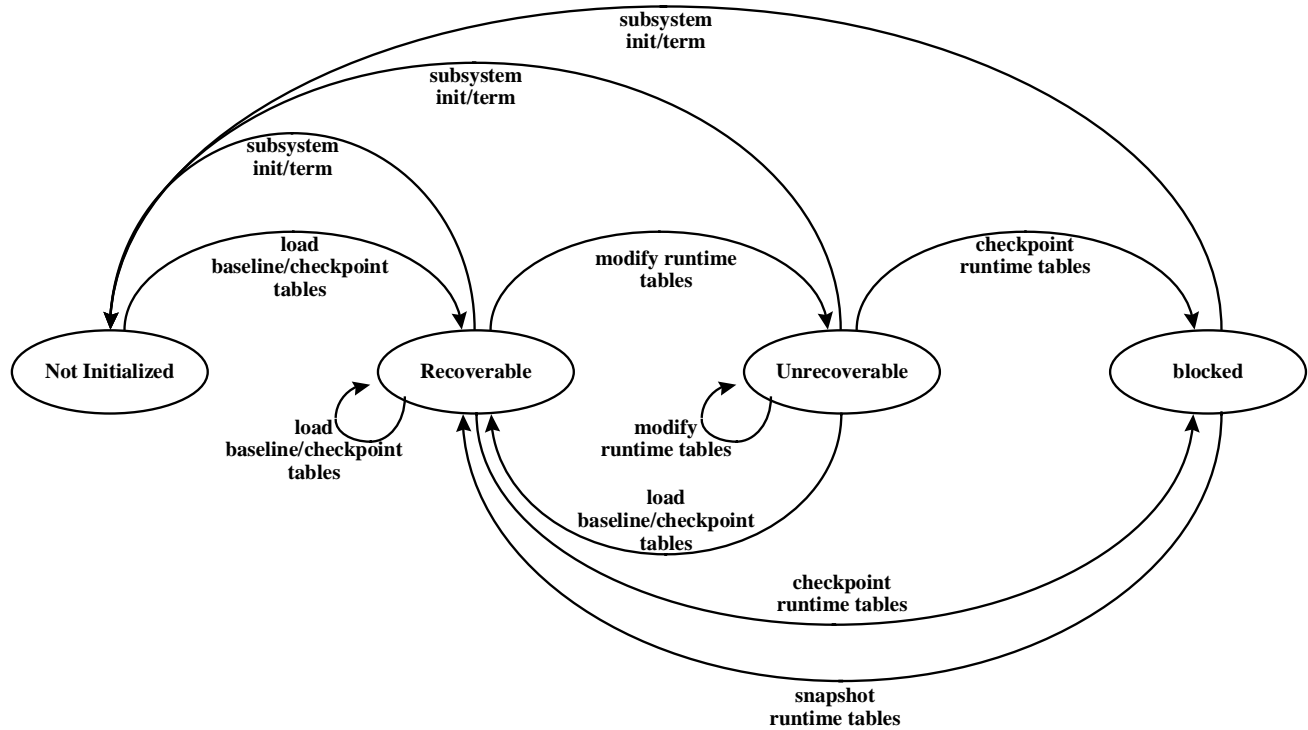 subsystem
init/term
subsystem
init/term
subsystem
init/term
load
baseline/checkpoint
tables
modify runtime
tables
checkpoint
runtime tables
Not Initialized
Recoverable
Unrecoverable
blocked
load
baseline/checkpoint
tables
modify
runtime tables
load
baseline/checkpoint
tables
checkpoint
runtime tables
snapshot
runtime tables